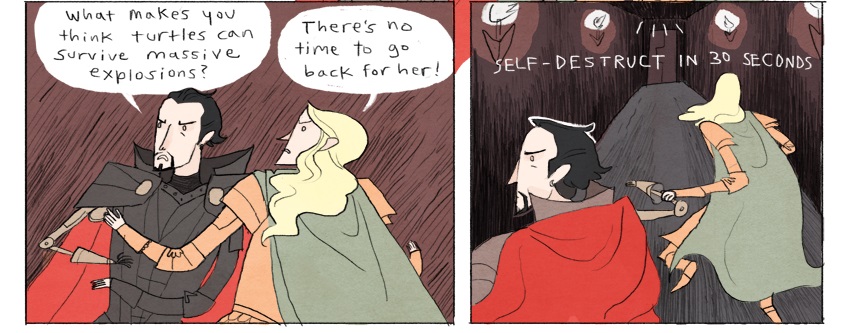 What makes you
think turtles can
survive massive
explosions?
There's no
time to go
back for her!
SELF-DESTRUCT IN 30 SECONDS